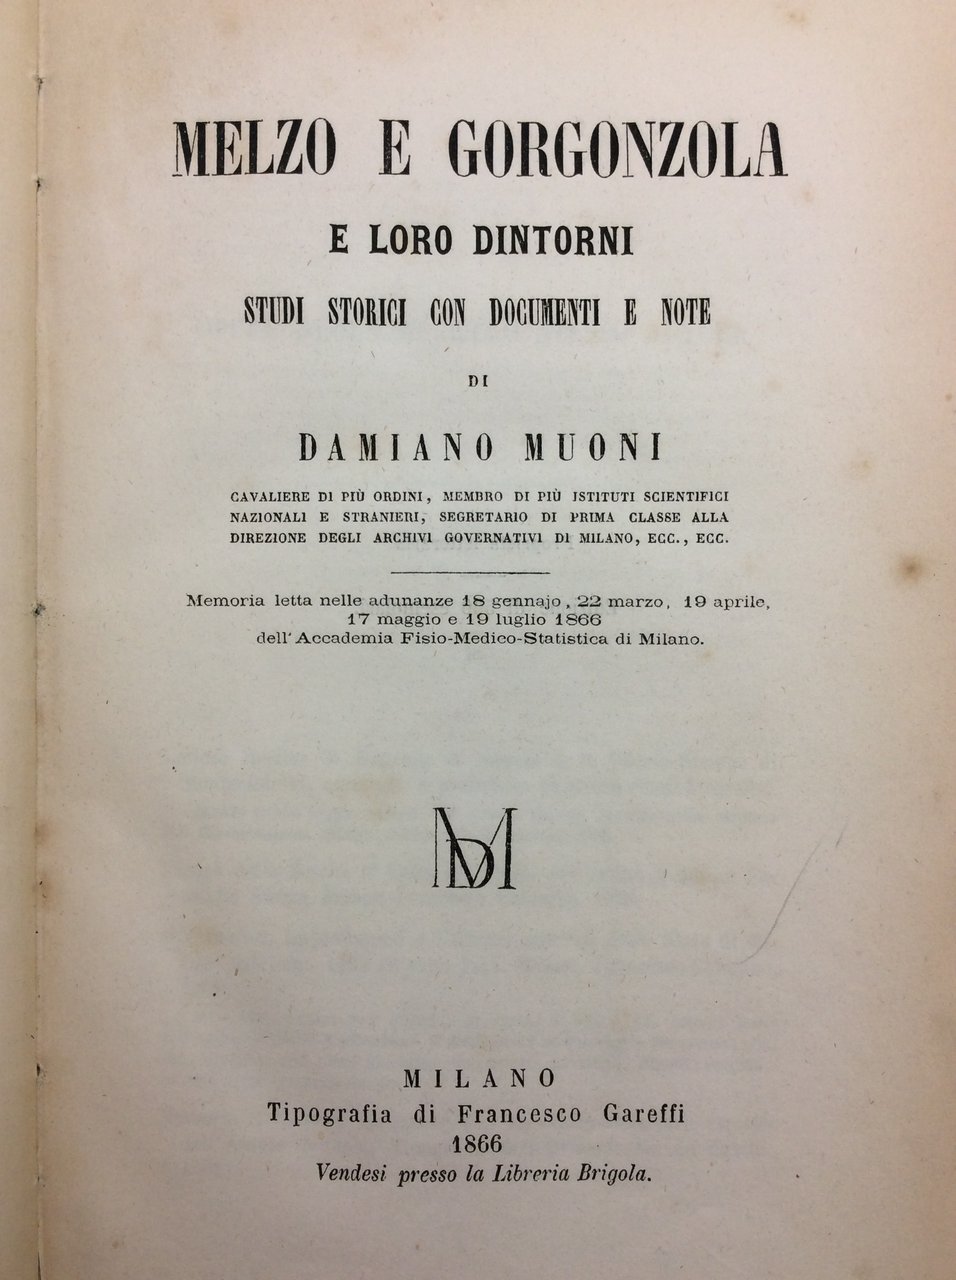 MELZO E GORGONZOLA
E LORO DINTORNI
STUDI STORICI CON DOCUMENTI E NOTE
DI
DAMIANO MUONI
CAVALIERE DI PIÙ ORDINI, MEMBRO DI PIÙ ISTITUTI SCIENTIFICI
NAZIONALI E STRANIERI, SEGRETARIO DI PRIMA CLASSE ALLA
DIREZIONE DEGLI ARCHIVI GOVERNATIVI DI MILANO, ECC., ECC.
Memoria letta nelle adunanze 18 gennajo, 22 marzo, 19 aprile,
17 maggio e 19 luglio 1866
dell'Accademia Fisio-Medico-Statistica di Milano.
MD
MILANO
Tipografia di Francesco Gareffi
1866
Vendesi presso la Libreria Brigola.